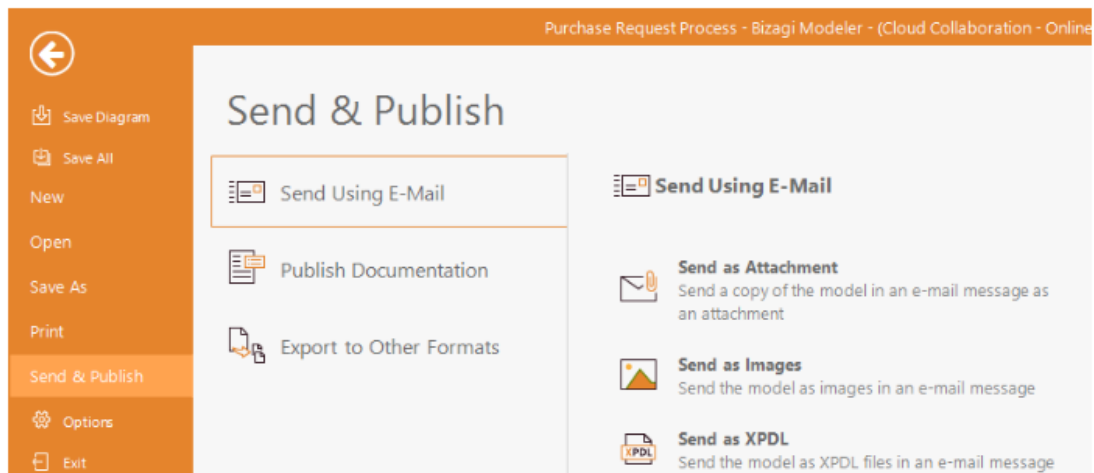 Purchase Request Process - Bizagi Modeler - (Cloud Collaboration - Online
Save Diagram
Save All
New
Open
Save As
Print
Send & Publish
Options
Exit
Send & Publish
Send Using E-Mail
Publish Documentation
Export to Other Formats
Send Using E-Mail
Send as Attachment
Send a copy of the model in an e-mail message as
an attachment
Send as Images
Send the model as images in an e-mail message
XPDL
Send as XPDL
Send the model as XPDL files in an e-mail message